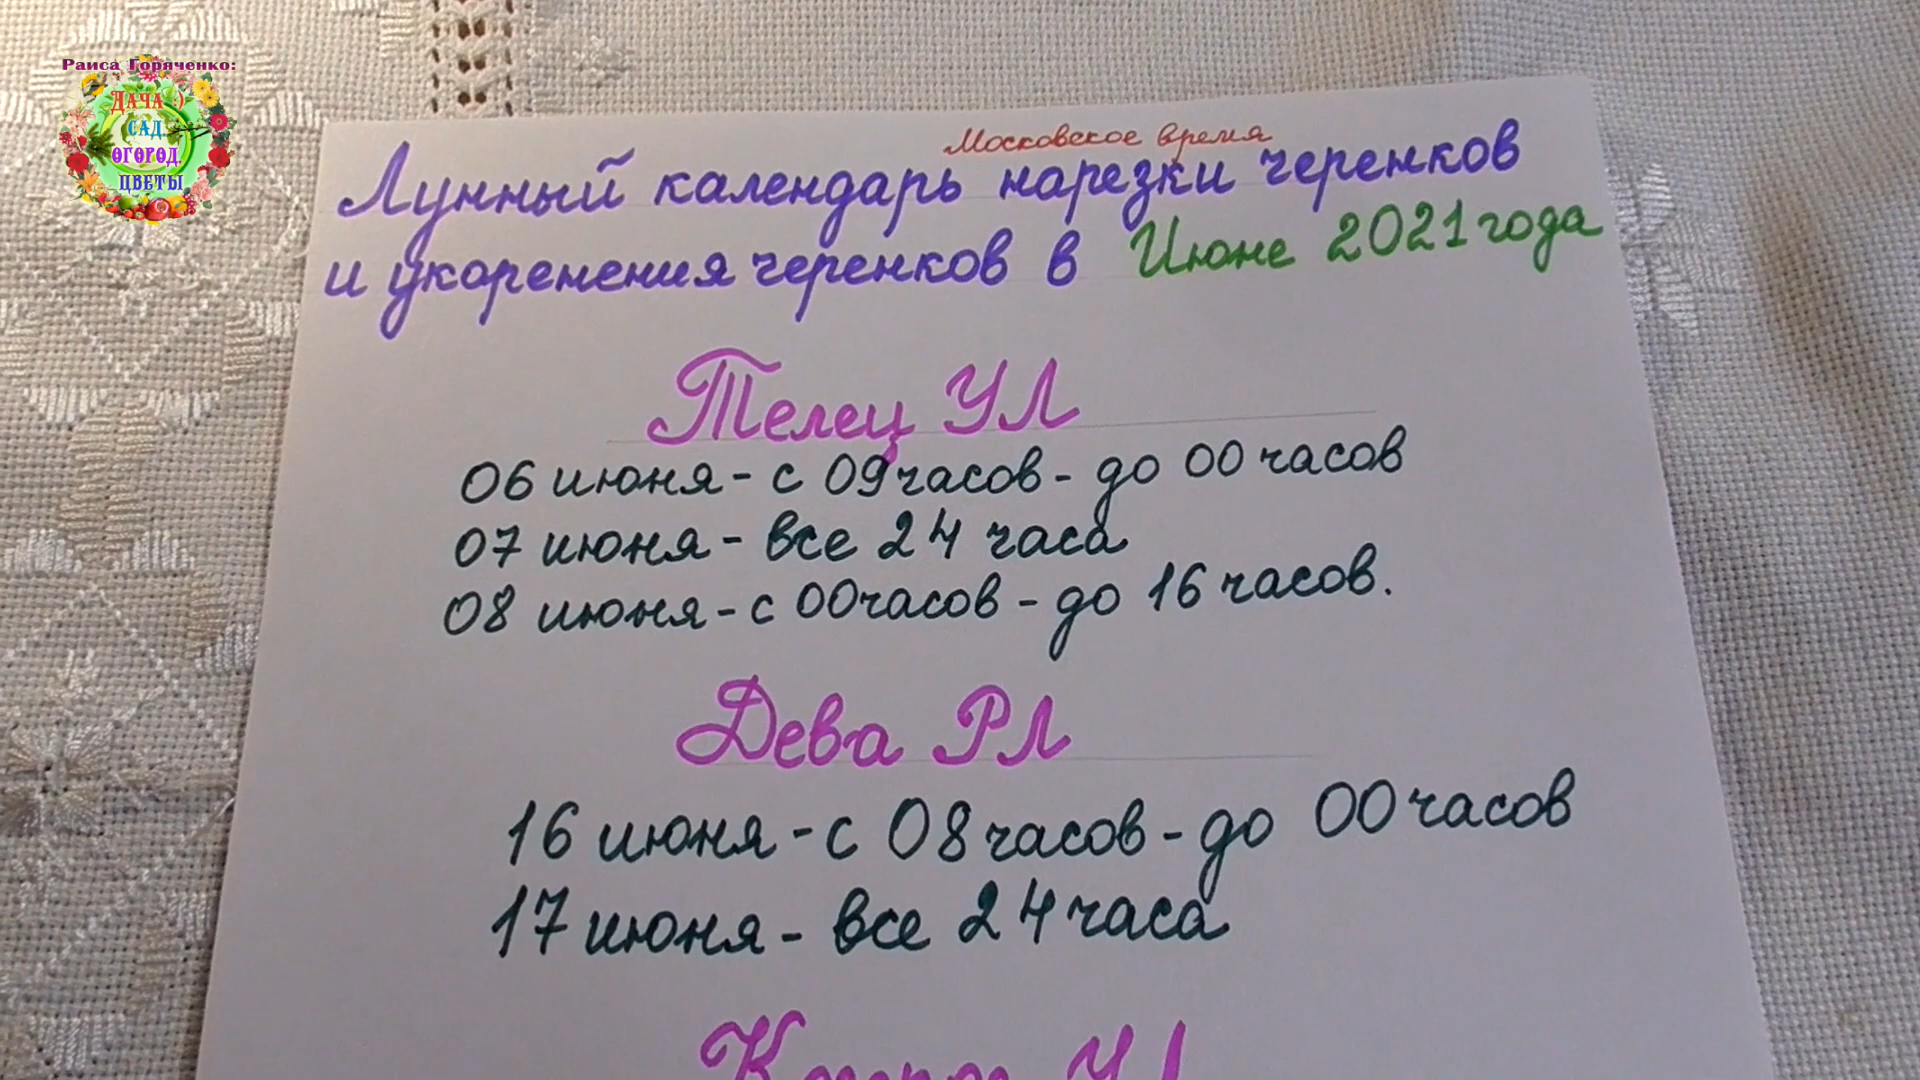 Раиса Горяченко:
Дача :)
сад.
огород.
цветы
Московское время
Лунный календарь нарезки черенков
и укоренения черенков в Июне 2021 года
Телец УЛ
06 июня - с 09 часов - до 00 часов
07 июня - все 24 часа
08 июня - с 00 часов - до 16 часов.
Дева РЛ
16 июня - с 08 часов - до 00 часов
17 июня - все 24 часа